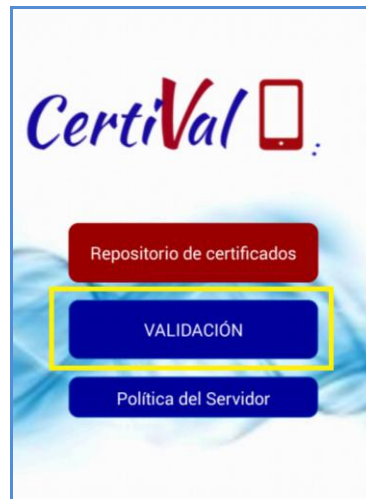 CertiVal :
Repositorio de certificados
VALIDACIÓN
Política del Servidor